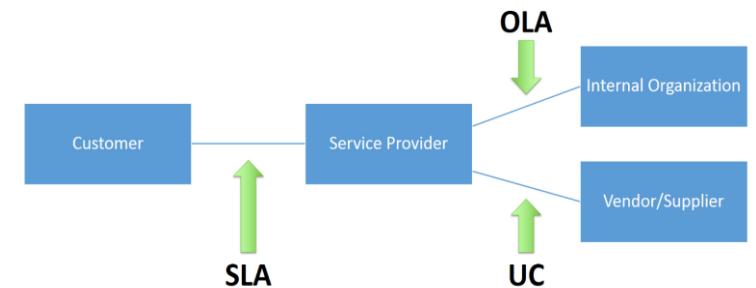 OLA
Internal Organization
Customer
Service Provider
Vendor/Supplier
SLA
UC